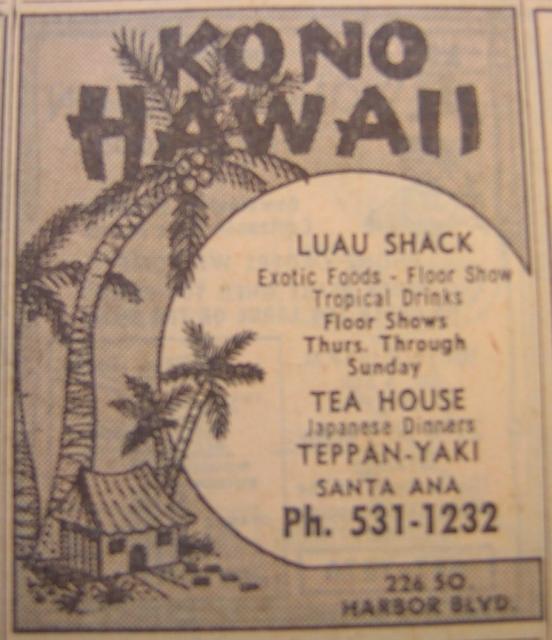 KONO
HAWAII
LUAU SHACK
Exotic Foods - Floor Show
Tropical Drinks
Floor Shows
Thurs. Through
Sunday
TEA HOUSE
Japanese Dinners
TEPPAN-YAKI
SANTA ANA
Ph. 531-1232
226 SO.
HARBOR BLVD.